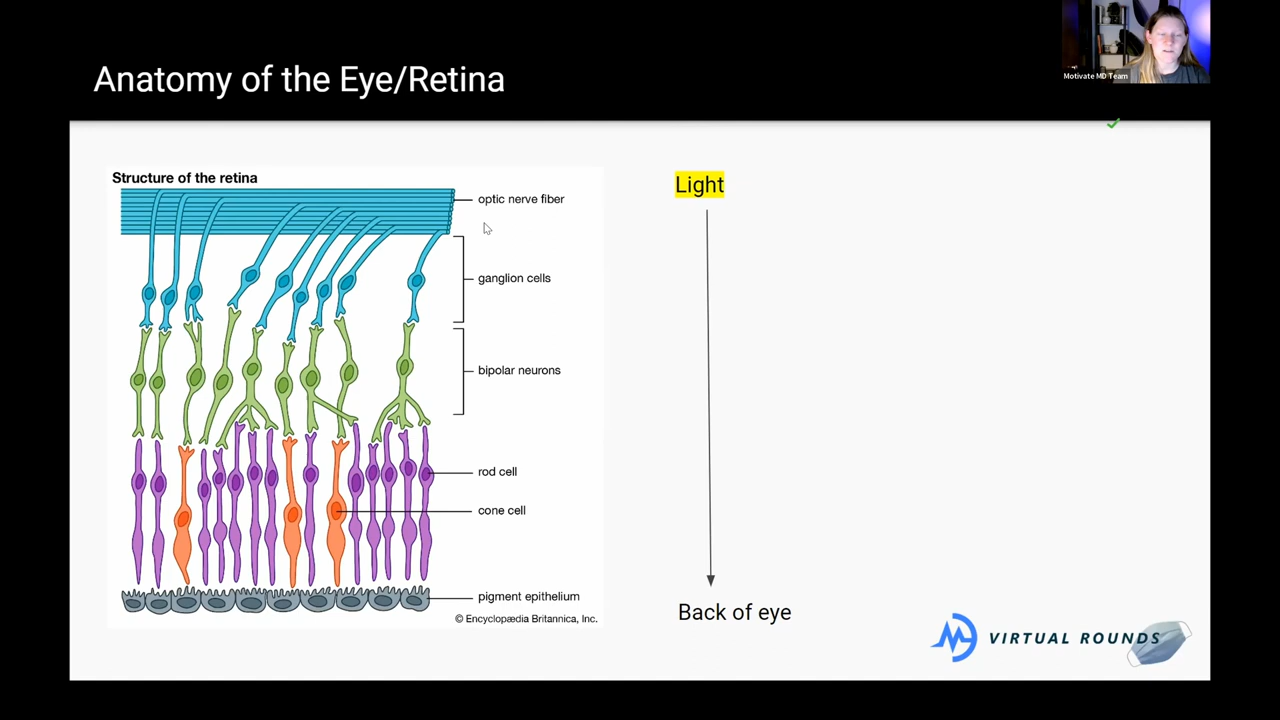 Motivate MD Team
Anatomy of the Eye/Retina
Structure of the retina
optic nerve fiber
ganglion cells
bipolar neurons
rod cell
cone cell
pigment epithelium
© Encyclopædia Britannica, Inc.
Light
Back of eye
VIRTUAL ROUNDS